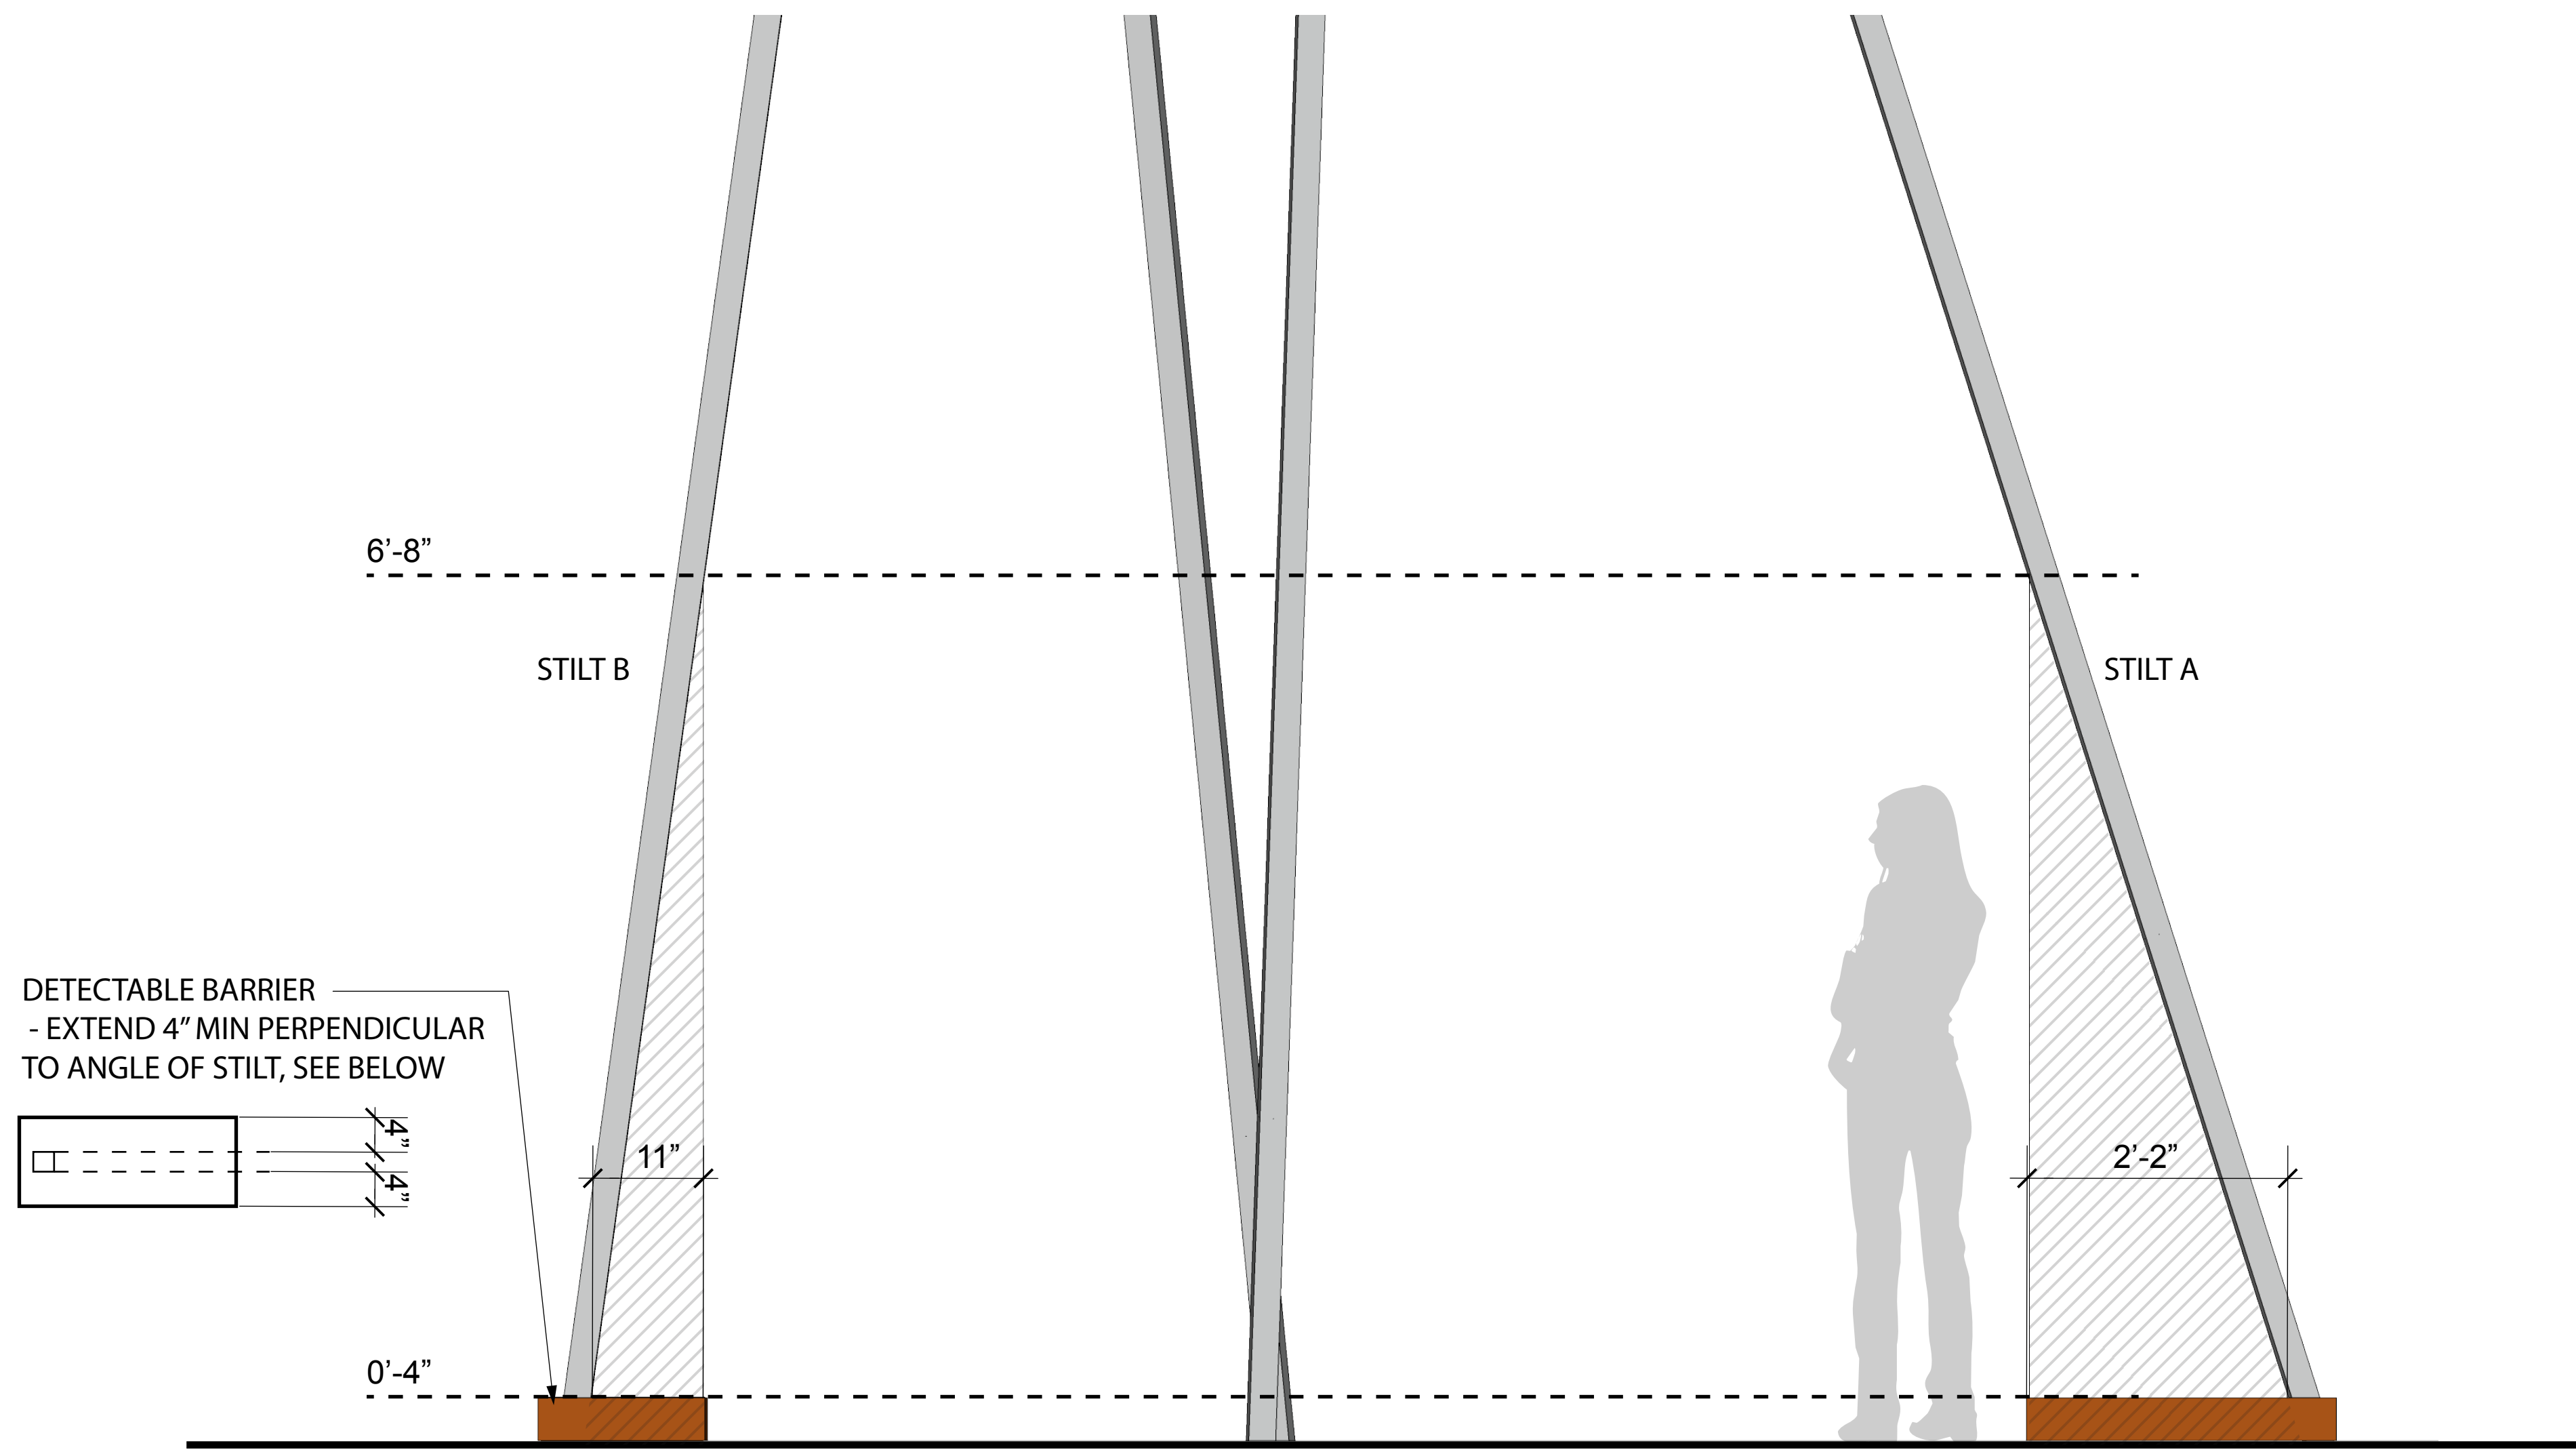 6’-8”
STILT B
STILT A
DETECTABLE BARRIER
- EXTEND 4” MIN PERPENDICULAR
TO ANGLE OF STILT, SEE BELOW
4”
4”
11”
2’-2”
0’-4”